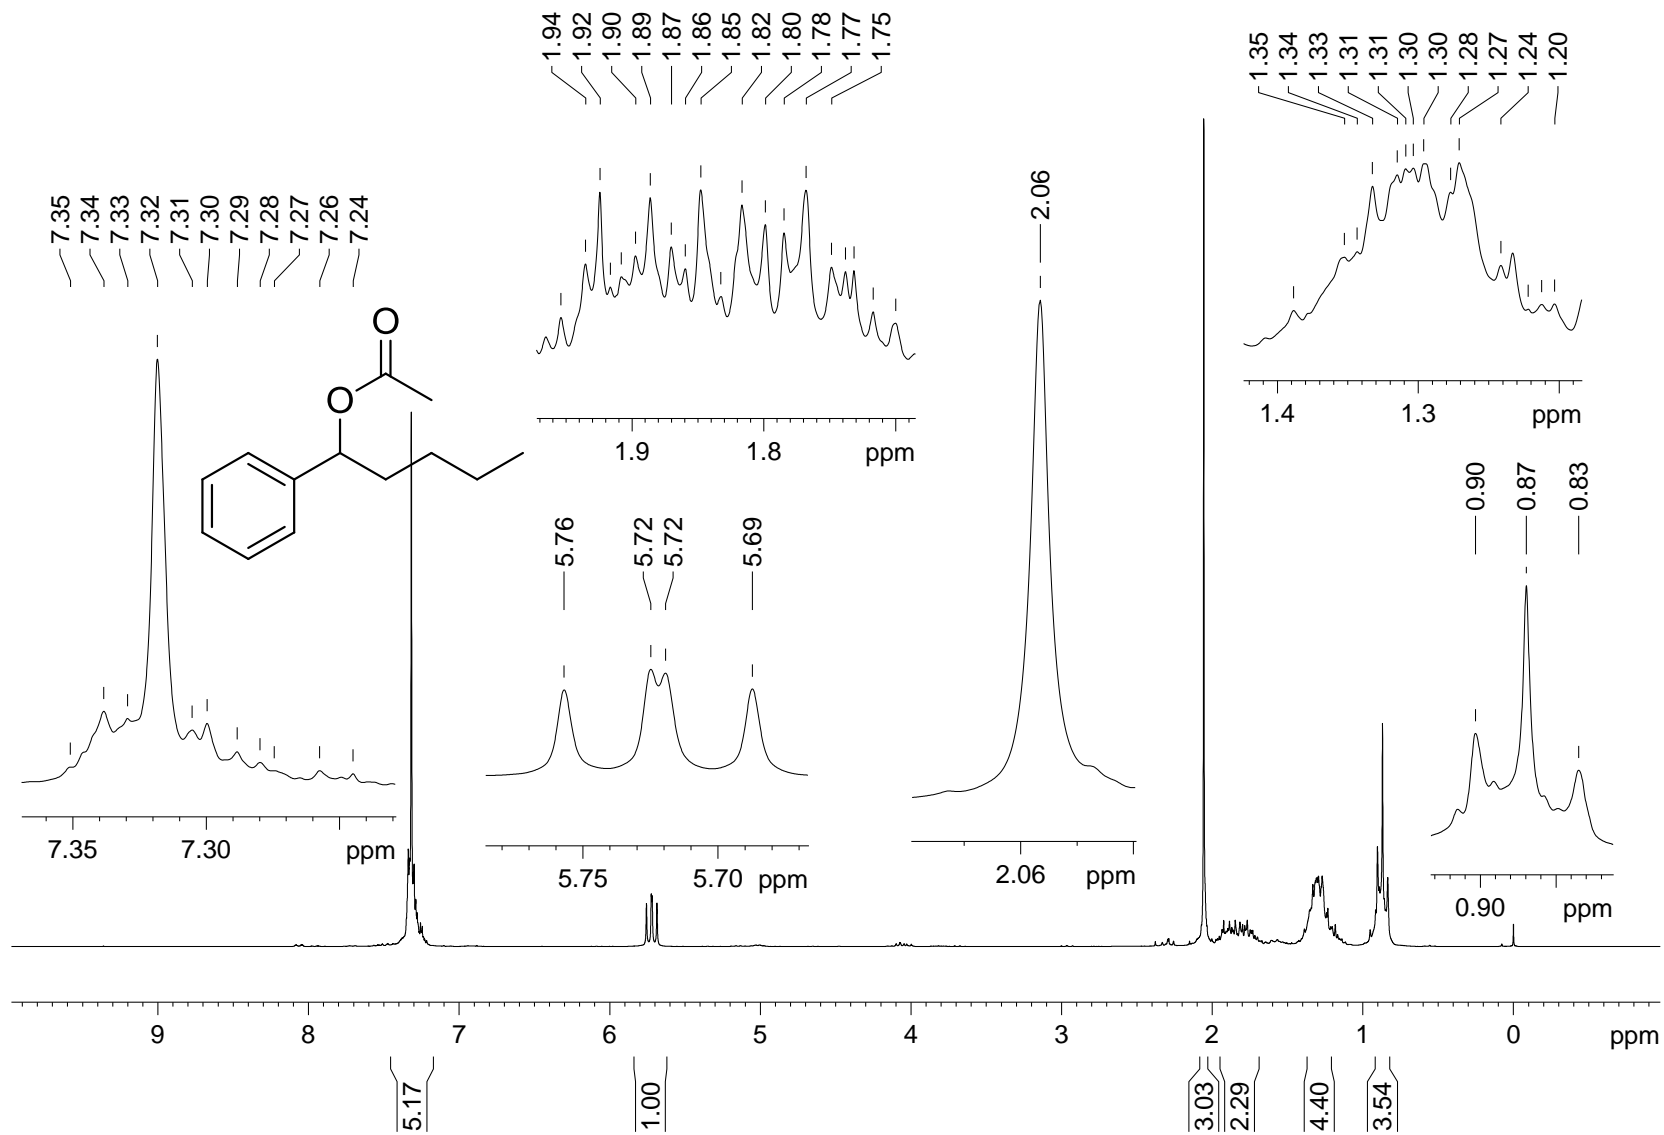 1.94 1.92 1.90 1.89 1.87 1.86 1.85 1.82 1.80 1.78 1.77 1.75
1.35 1.34 1.33 1.31 1.31 1.30 1.30 1.28 1.27 1.24 1.20
7.35 7.34 7.33 7.32 7.31 7.30 7.29 7.28 7.27 7.26 7.24
2.06
O
O
1.9 1.8 ppm
1.4 1.3 ppm
5.76 5.72 5.72 5.69
0.90 0.87 0.83
7.35 7.30 ppm
5.75 5.70 ppm
2.06 ppm
0.90 ppm
9 8 7 6 5 4 3 2 1 0 ppm
5.17 1.00 3.03 2.29 4.40 3.54